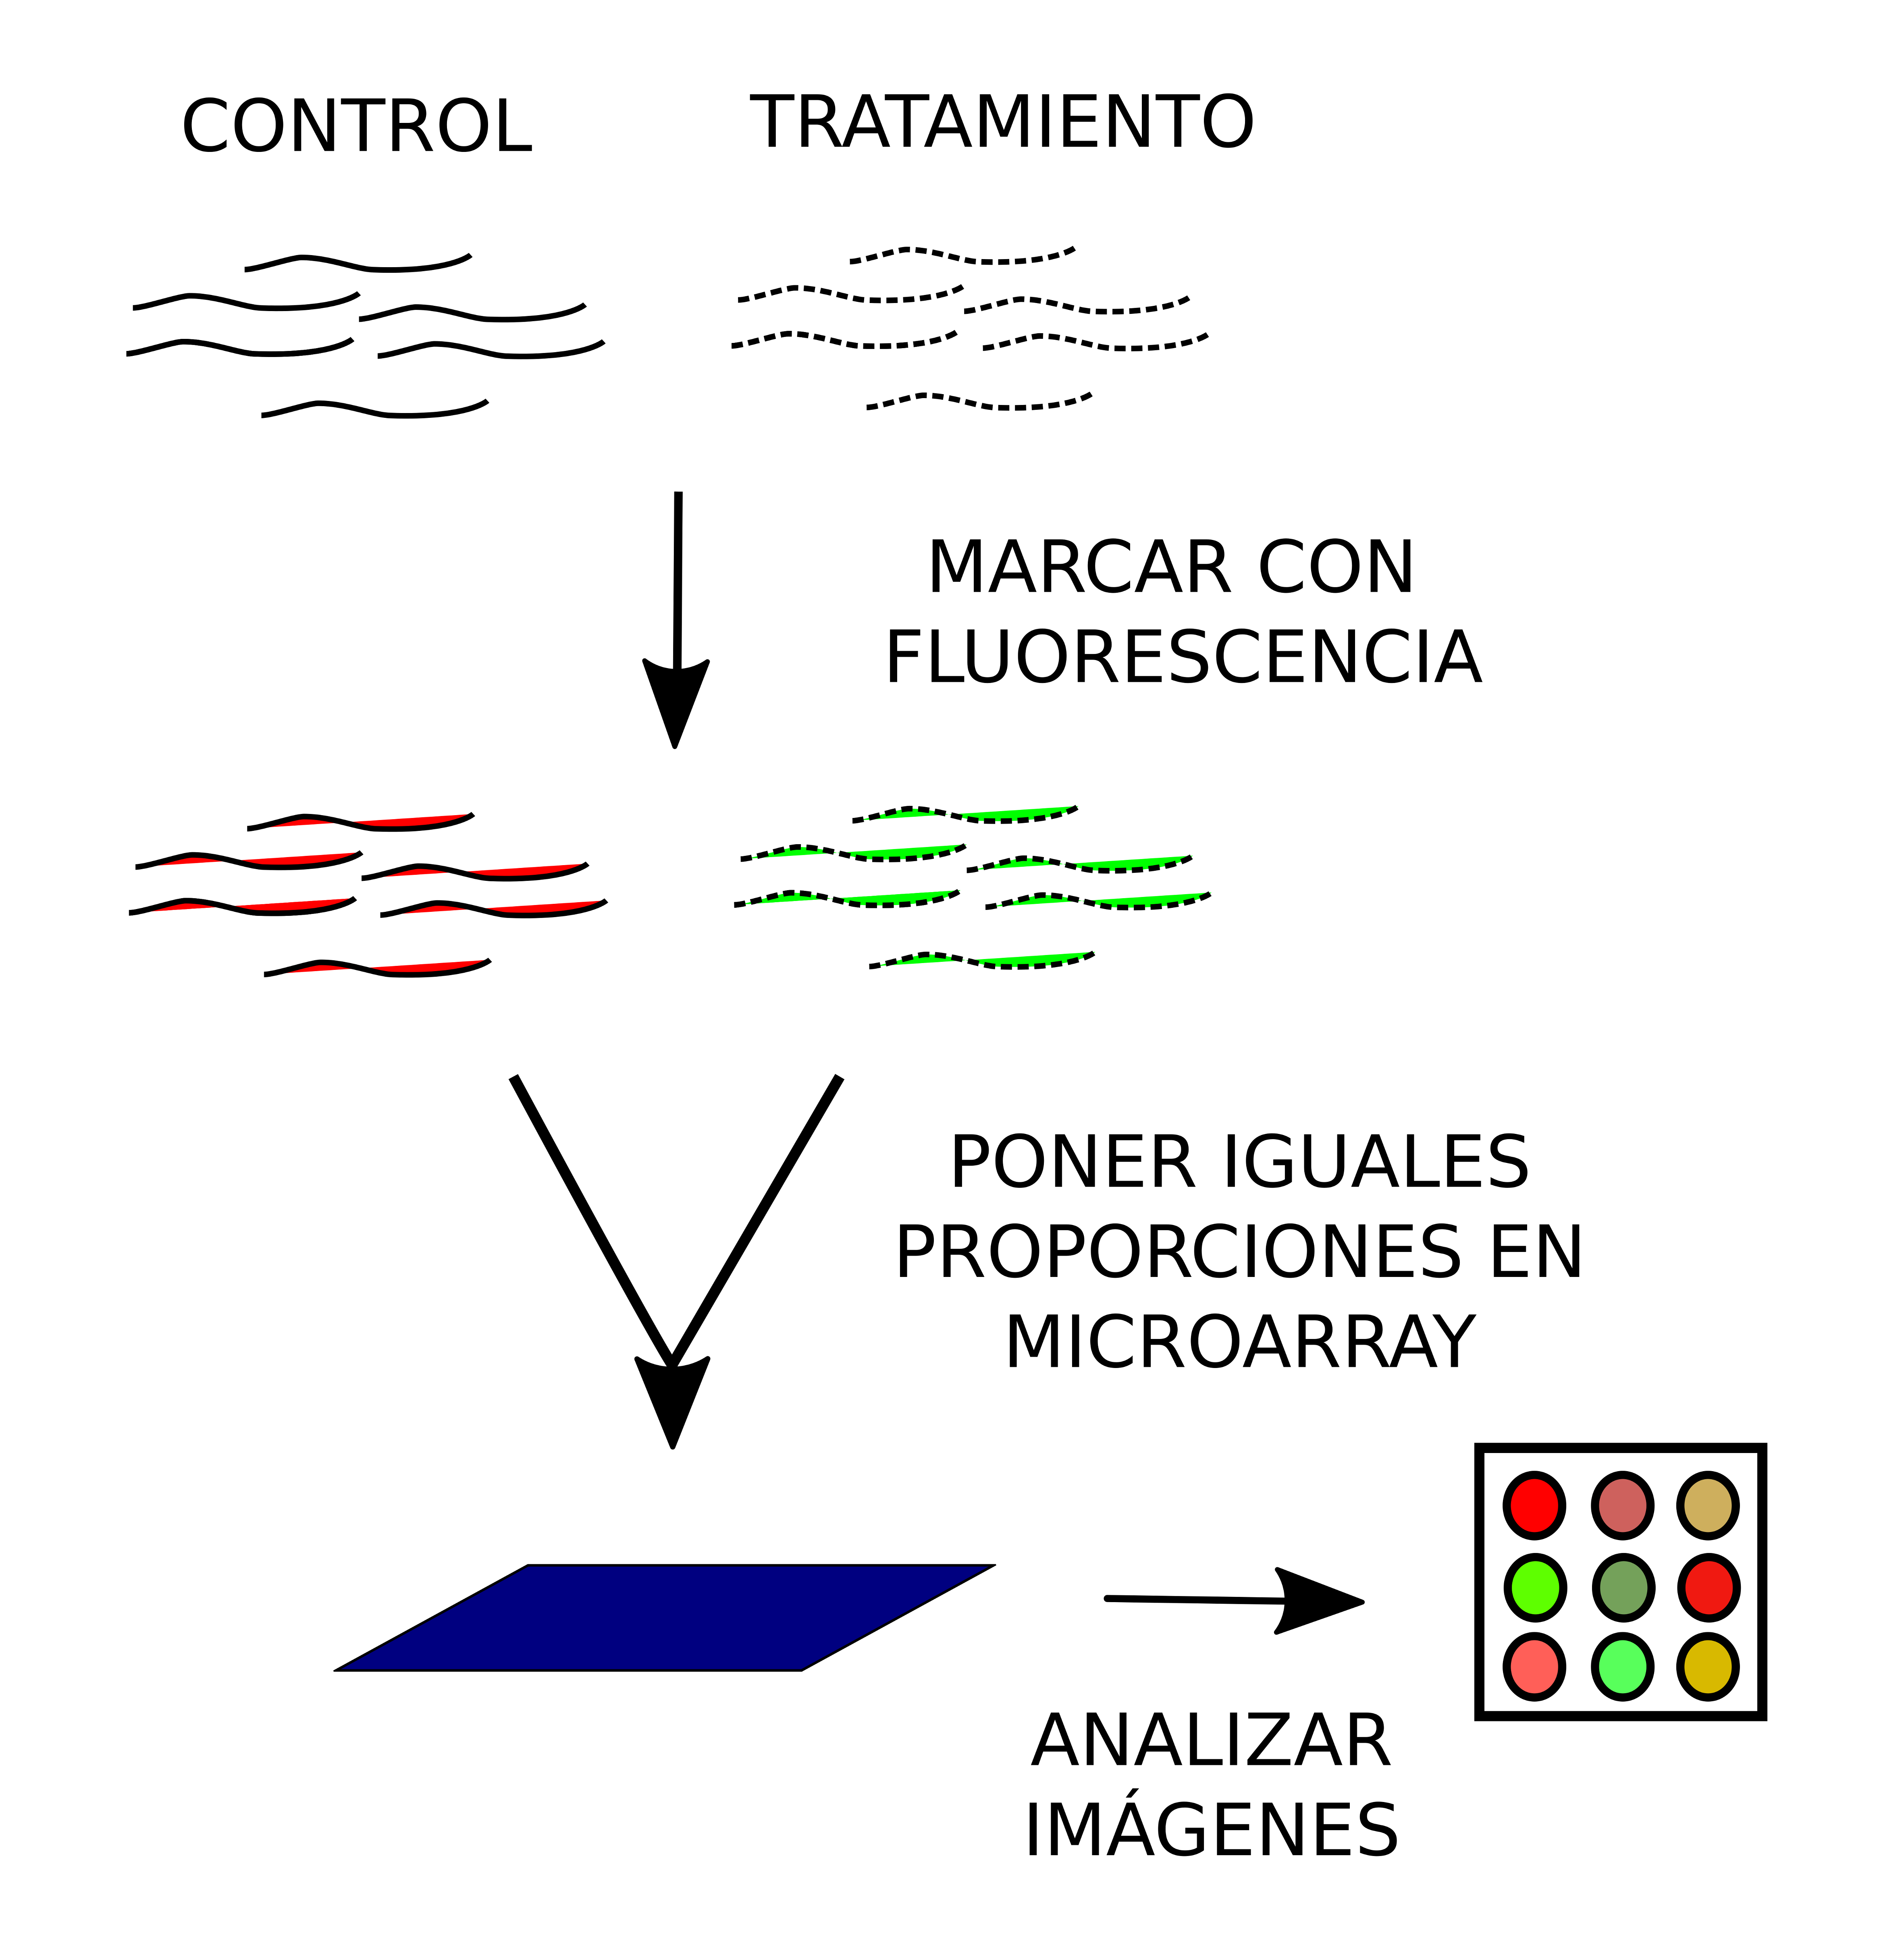 CONTROL
TRATAMIENTO
MARCAR CON
FLUORESCENCIA
PONER IGUALES
PROPORCIONES EN
MICROARRAY
ANALIZAR
IMÁGENES